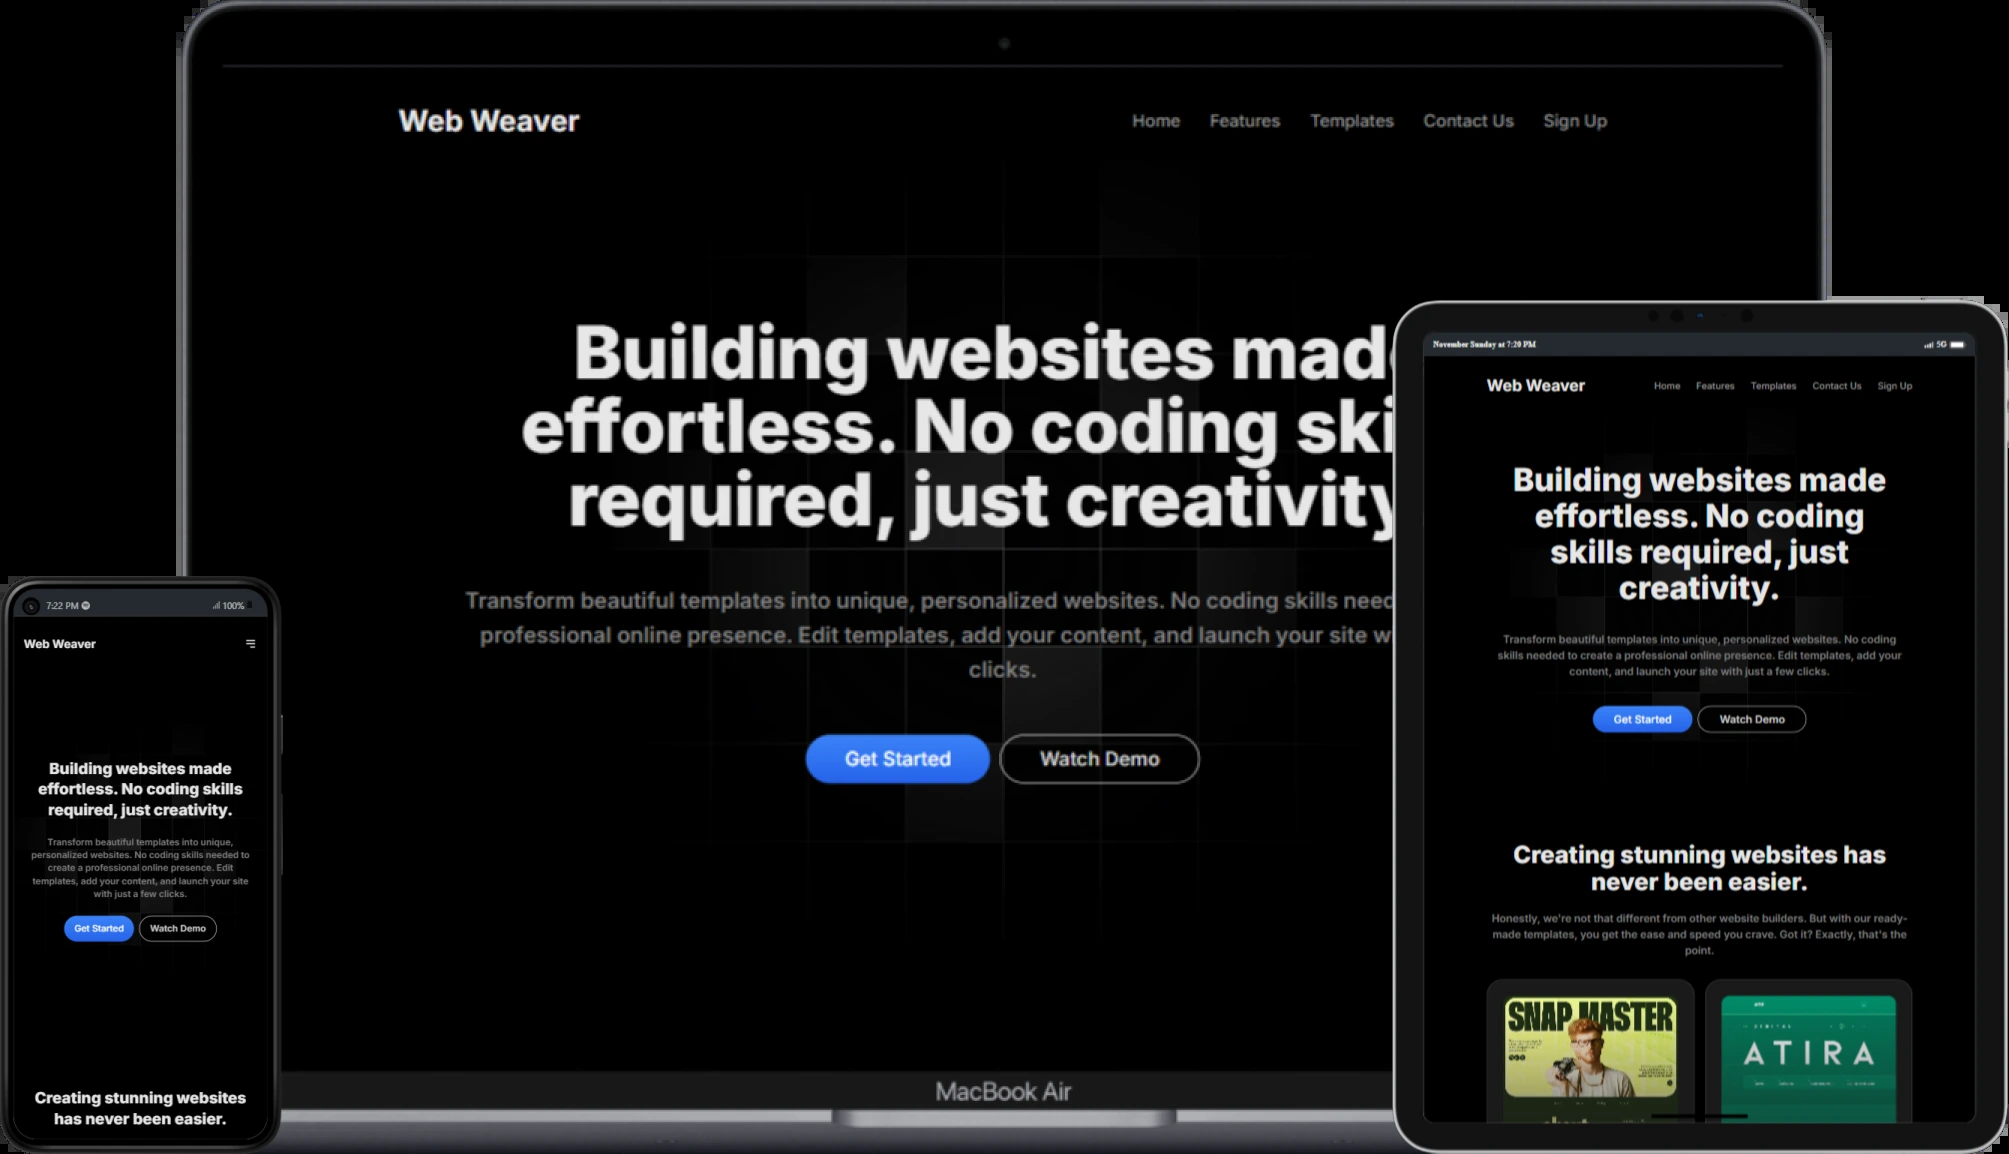 Web Weaver
Home Features Templates Contact Us Sign Up
Building websites mad
effortless. No coding ski
required, just creativity
Transform beautiful templates into unique, personalized websites. No coding skills need
professional online presence. Edit templates, add your content, and launch your site w
clicks.
Get Started Watch Demo
MacBook Air
7:22 PM 100%
Web Weaver
Building websites made
effortless. No coding skills
required, just creativity.
Transform beautiful templates into unique,
personalized websites. No coding skills needed to
create a professional online presence. Edit
templates, add your content, and launch your site
with just a few clicks.
Get Started Watch Demo
Creating stunning websites
has never been easier.
November Sunday at 7:20 PM 5G
Web Weaver Home Features Templates Contact Us Sign Up
Building websites made
effortless. No coding
skills required, just
creativity.
Transform beautiful templates into unique, personalized websites. No coding
skills needed to create a professional online presence. Edit templates, add your
content, and launch your site with just a few clicks.
Get Started Watch Demo
Creating stunning websites has
never been easier.
Honestly, we're not that different from other website builders. But with our ready-
made templates, you get the ease and speed you crave. Got it? Exactly, that's the
point.
SNAP MASTER
ATIRA